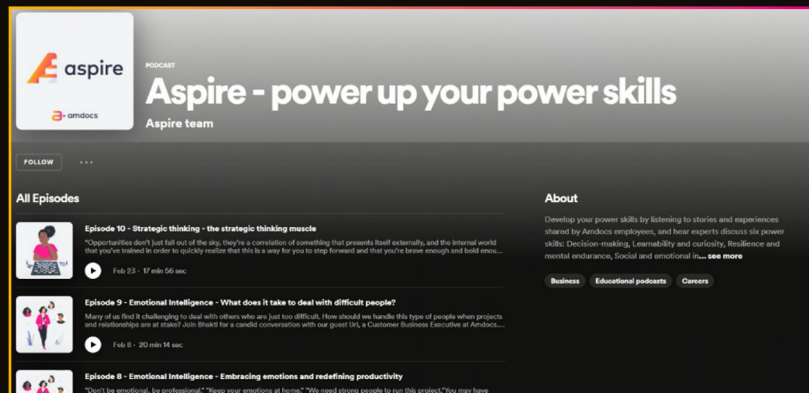 aspire
amdocs
PODCAST
Aspire - power up your power skills
Aspire team
FOLLOW
All Episodes
Episode 10 - Strategic thinking - the strategic thinking muscle
"Opportunities don't just fall out of the sky, they're a correlation of something that presents itself externally, and the internal world
that you've trained in order to quickly realize that this is a way for you to step forward and that you're brave enough and bold enou...
Feb 23 · 17 min 56 sec
Episode 9 - Emotional Intelligence - What does it take to deal with difficult people?
Many of us find it challenging to deal with others who are just too difficult. How should we handle this type of people when projects
and relationships are at stake? Join Bhakti for a candid conversation with our guest Uri, a Customer Business Executive at Amdocs....
Feb 8 · 20 min 14 sec
Episode 8 - Emotional Intelligence - Embracing emotions and redefining productivity
"Don't be emotional, be professional." "Keep your emotions at home." "We need strong people to run this project."You may have
About
Develop your power skills by listening to stories and experiences
shared by Amdocs employees, and hear experts discuss six power
skills: Decision-making, Learnability and curiosity, Resilience and
mental endurance, Social and emotional in... see more
Business Educational podcasts Careers